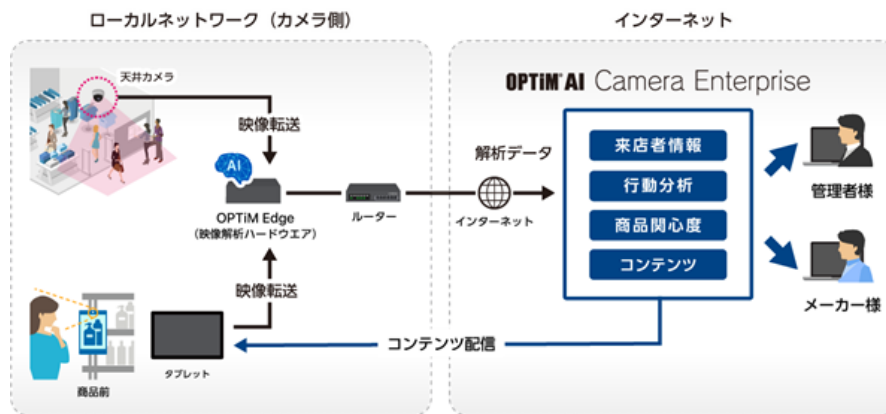 ローカルネットワーク（カメラ側）
インターネット
天井カメラ
映像転送
AI
OPTiM Edge
（映像解析ハードウエア）
ルーター
映像転送
商品前
タブレット
解析データ
インターネット
OPTiM AI Camera Enterprise
来店者情報
行動分析
商品関心度
コンテンツ
管理者様
メーカー様
コンテンツ配信